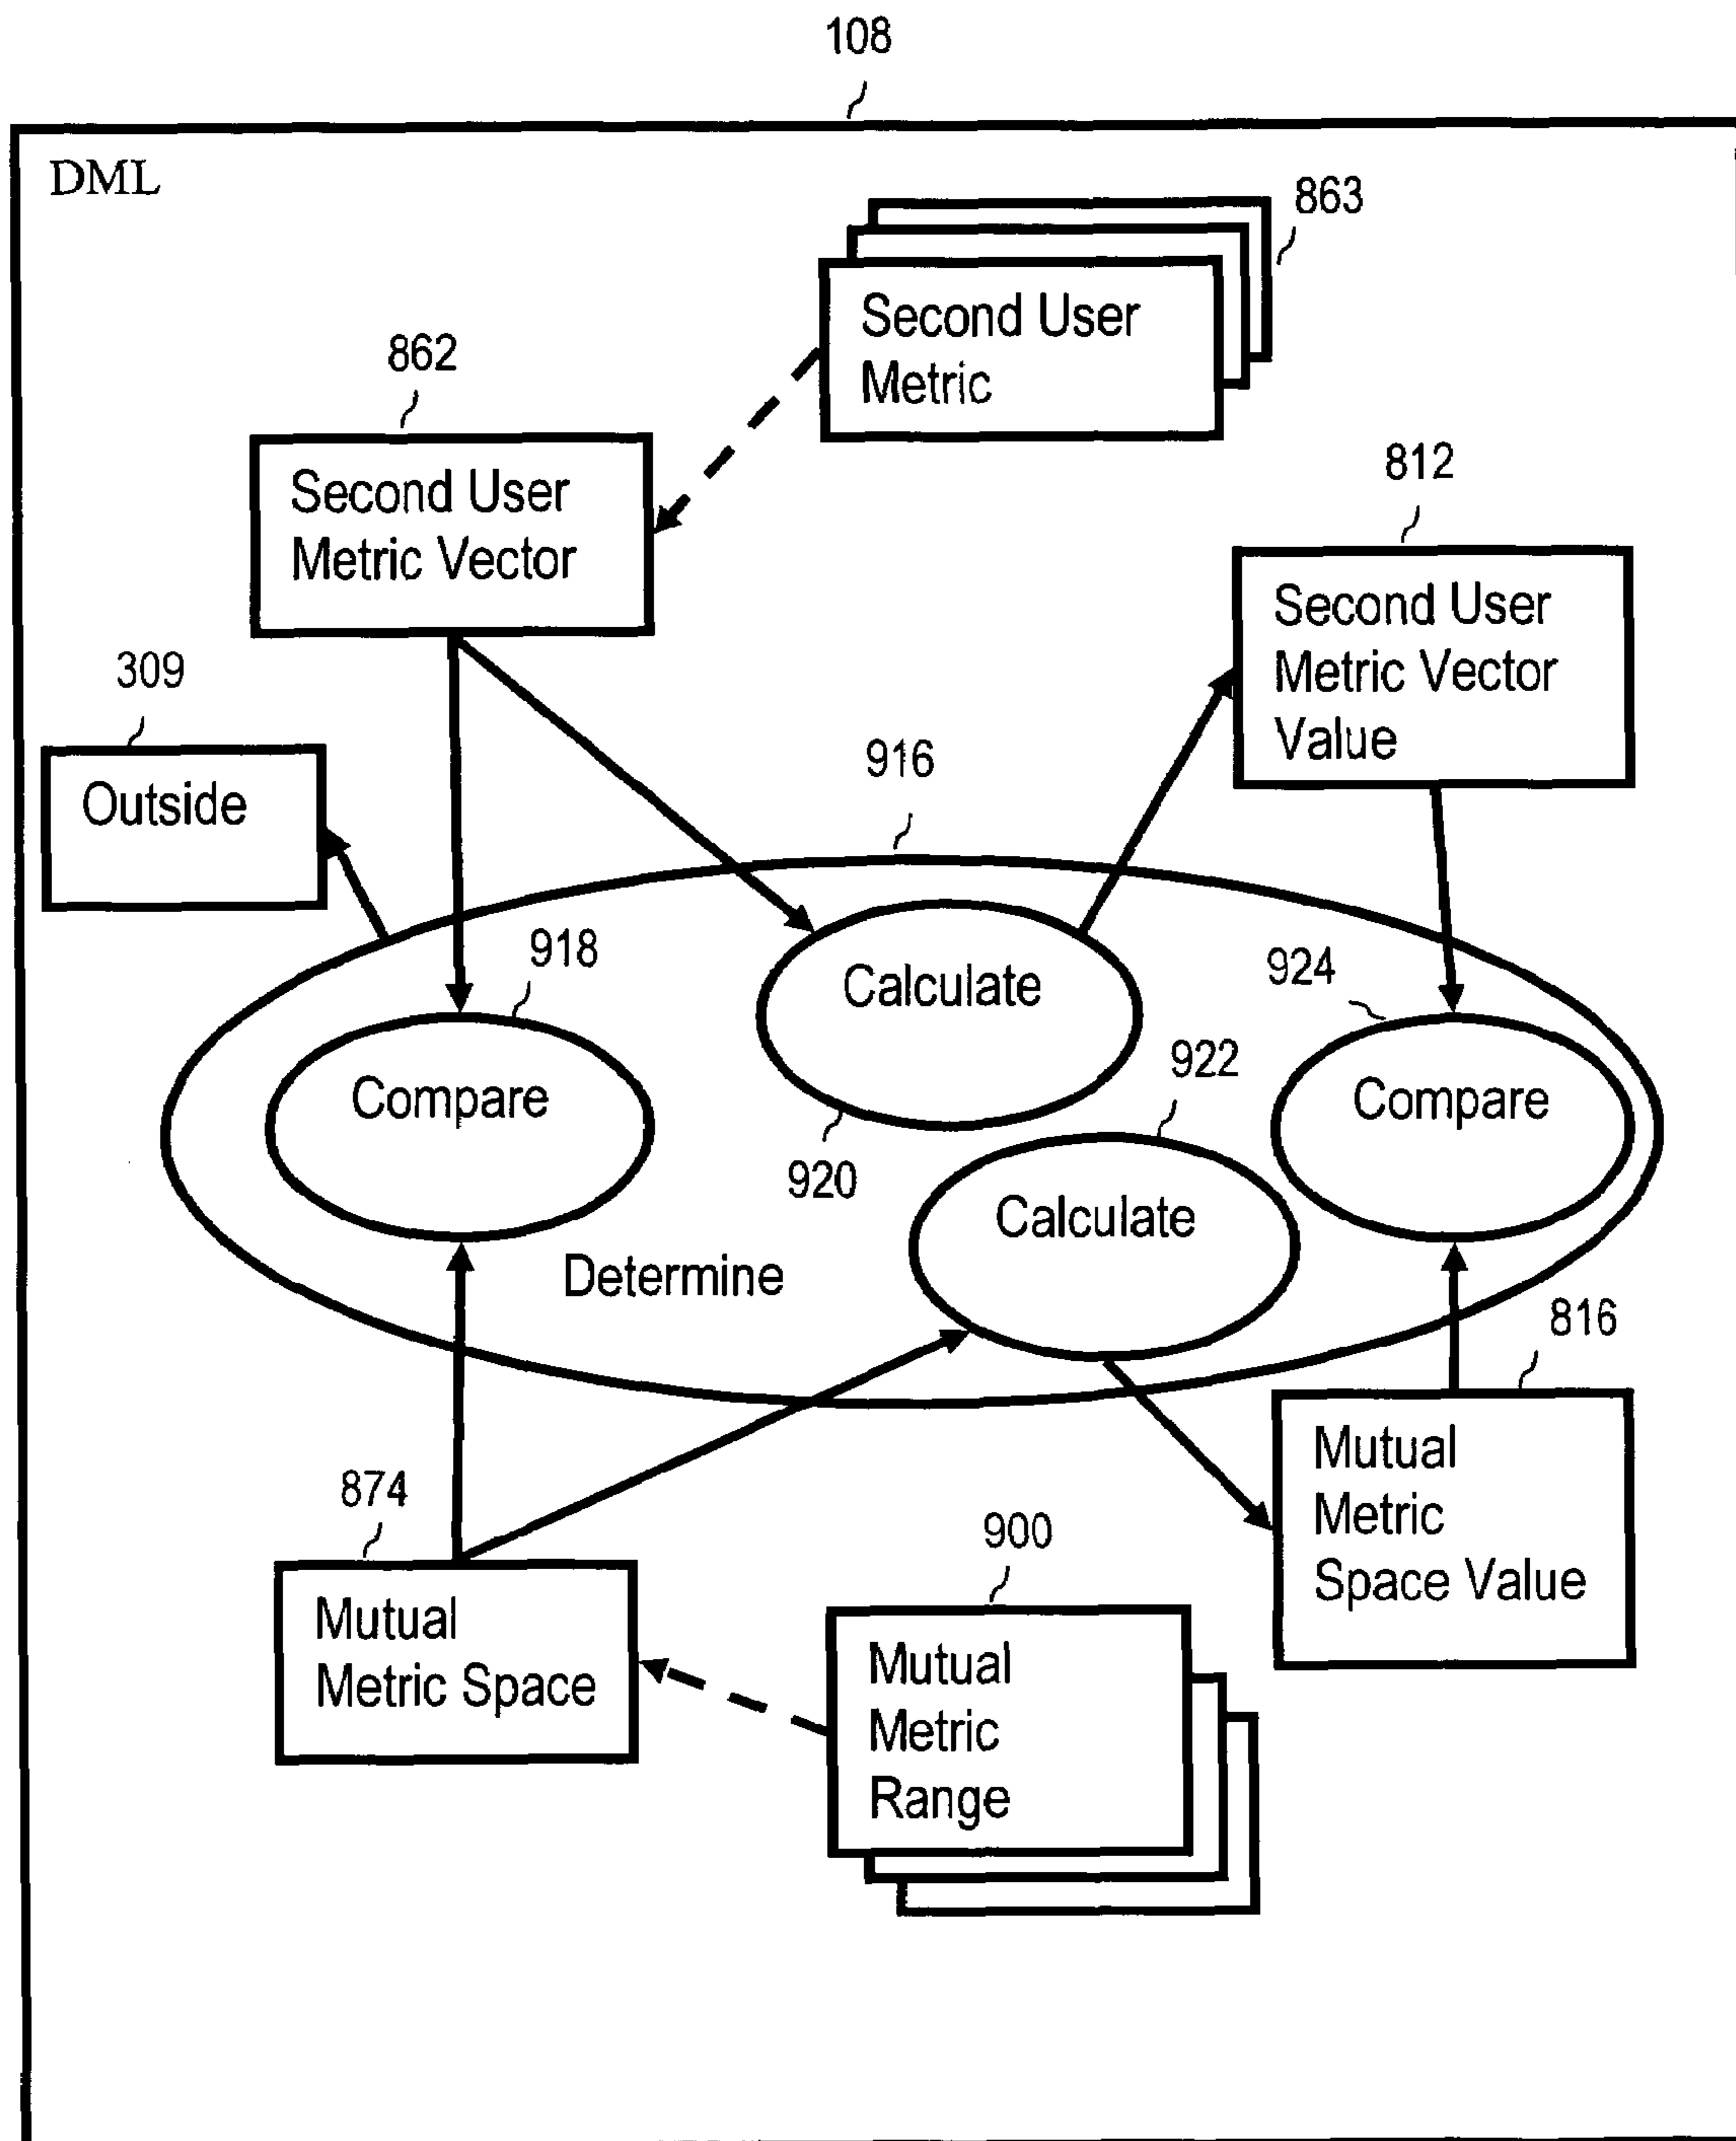 108
DML
863
Second User
Metric
862
Second User
Metric Vector
812
Second User
Metric Vector
Value
309
Outside
916
918
Compare
Calculate
920
924
Compare
922
Calculate
Determine
816
Mutual
Metric
Space Value
874
Mutual
Metric Space
900
Mutual
Metric
Range